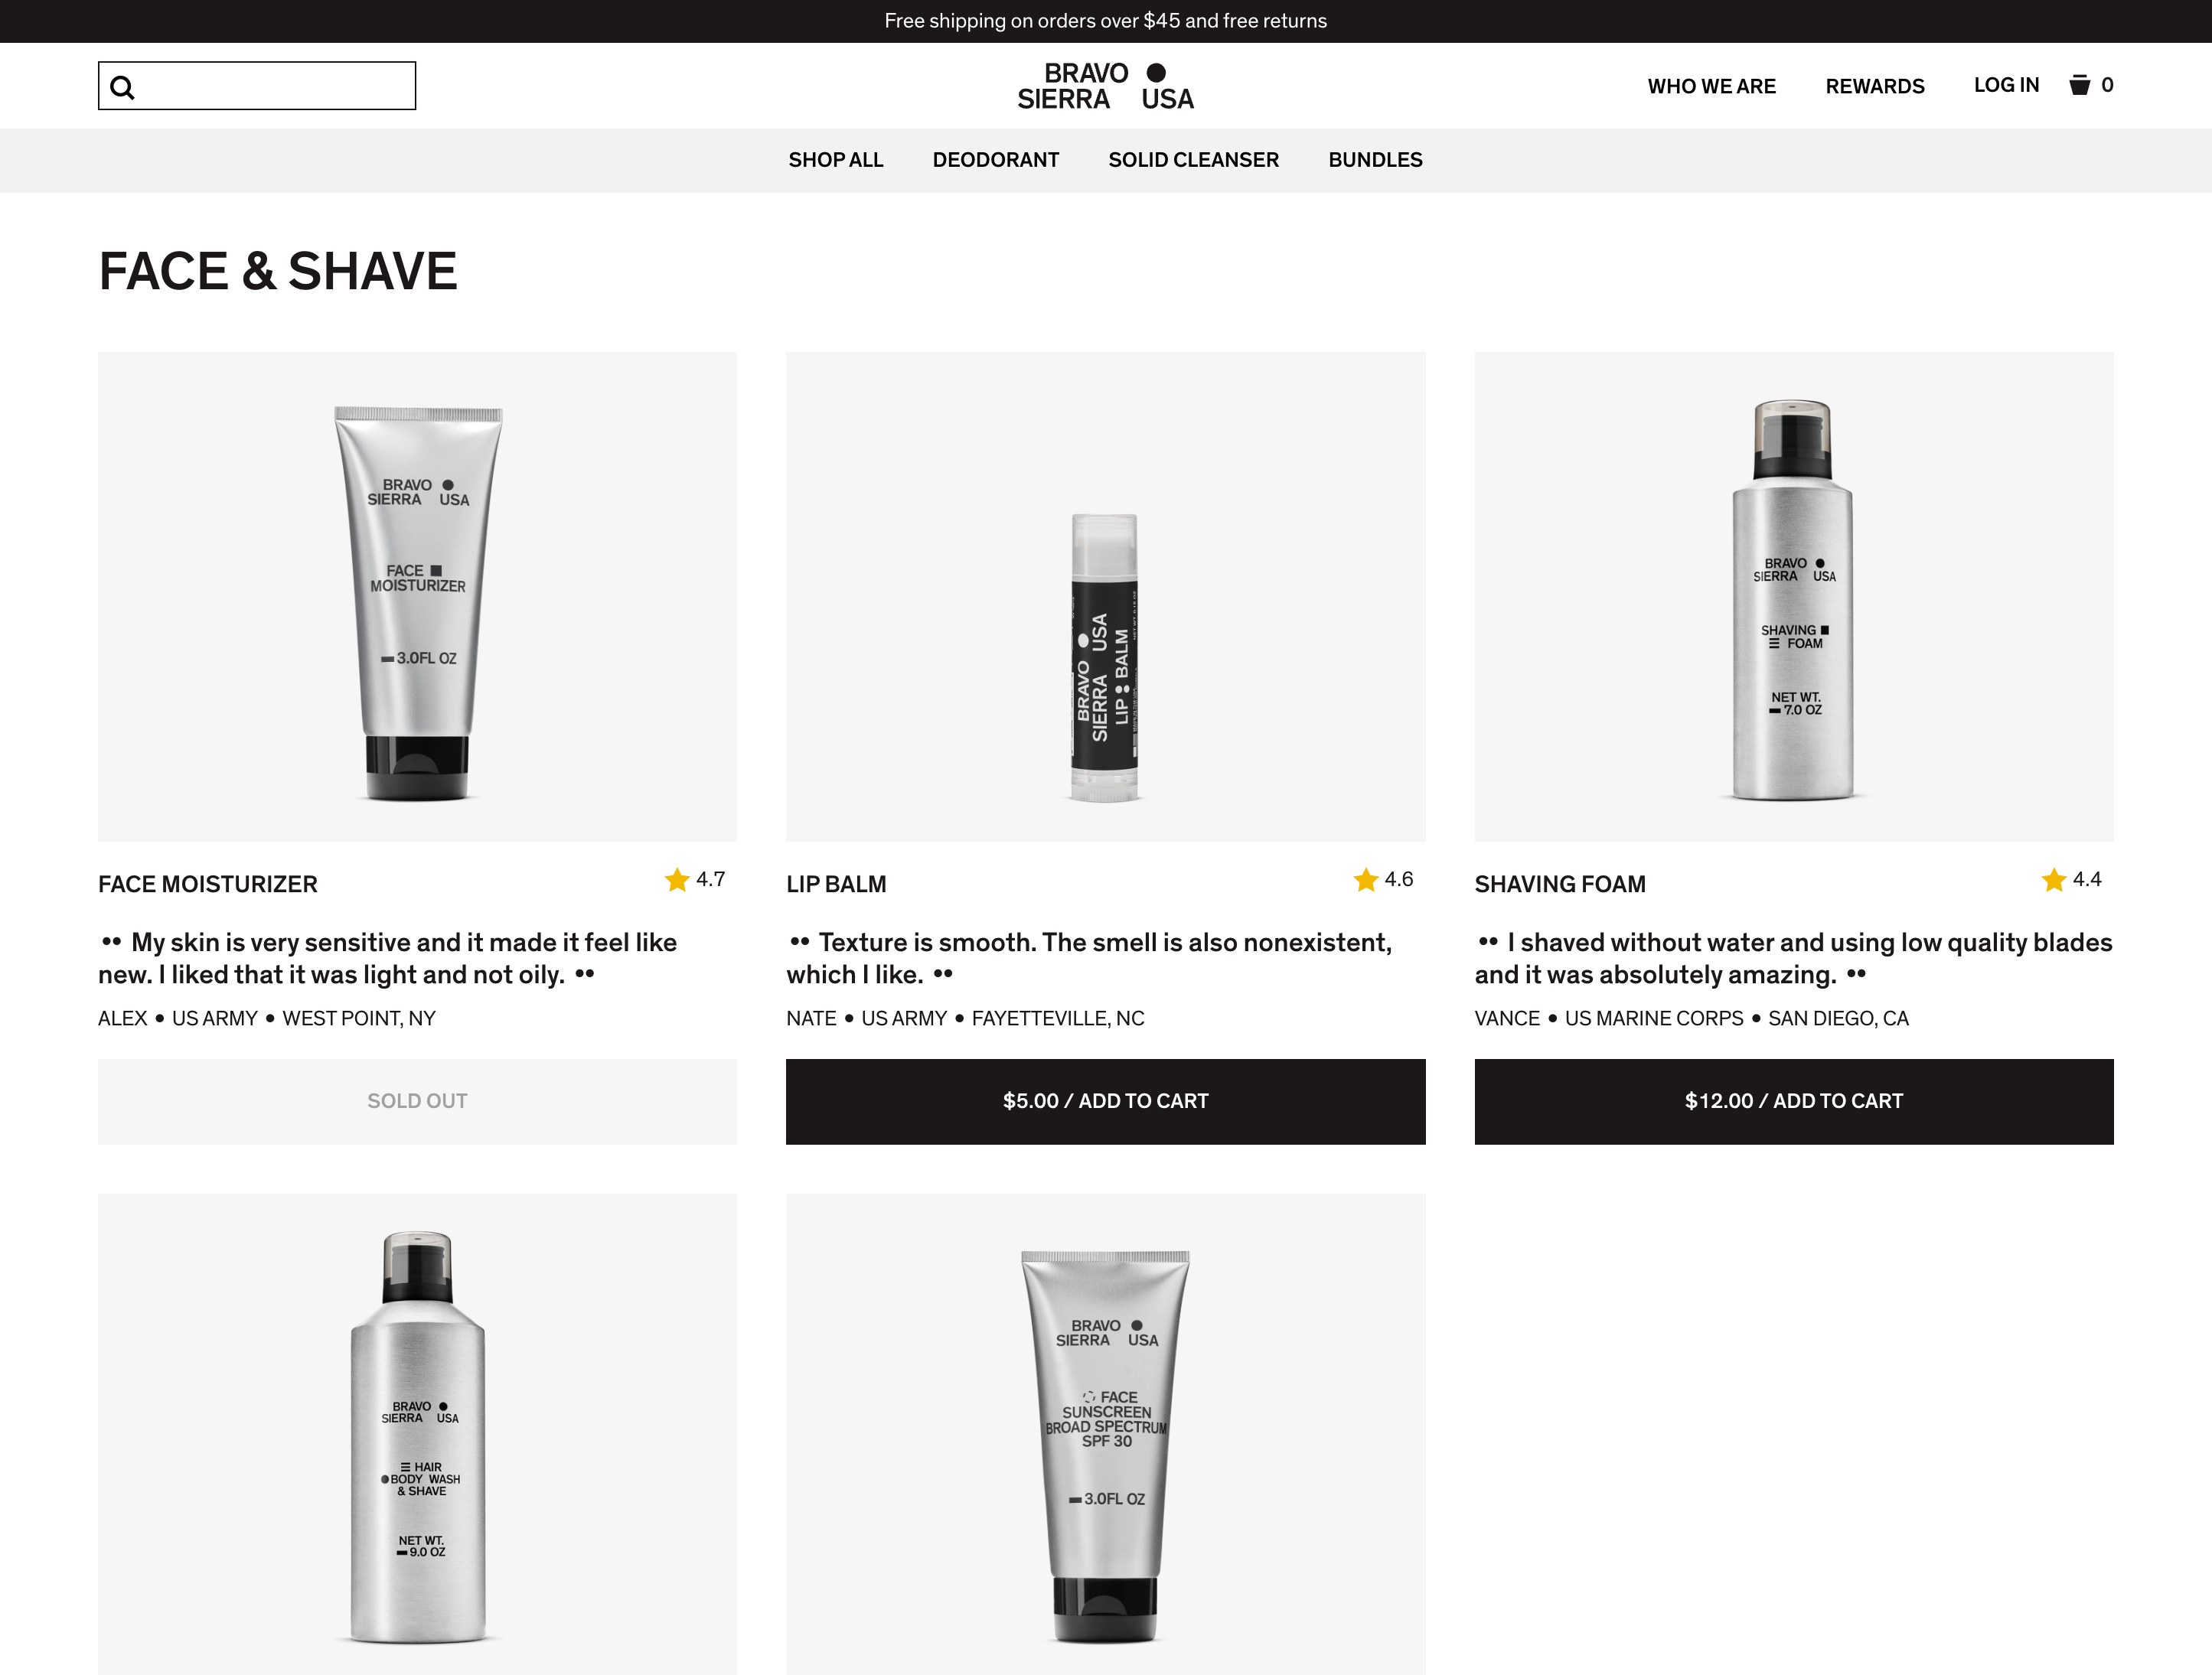 Free shipping on orders over $45 and free returns
BRAVO
SIERRA USA
WHO WE ARE
REWARDS
LOG IN
0
SHOP ALL
DEODORANT
SOLID CLEANSER
BUNDLES
FACE & SHAVE
BRAVO
SIERRA USA
FACE
MOISTURIZER
3.0FL OZ
BRAVO
SIERRA USA
LIP BALM
BRAVO
SIERRA USA
SHAVING
FOAM
NET WT.
7.0 OZ
FACE MOISTURIZER
4.7
•• My skin is very sensitive and it made it feel like
new. I liked that it was light and not oily. ••
ALEX • US ARMY • WEST POINT, NY
SOLD OUT
LIP BALM
4.6
•• Texture is smooth. The smell is also nonexistent,
which I like. ••
NATE • US ARMY • FAYETTEVILLE, NC
$5.00 / ADD TO CART
SHAVING FOAM
4.4
•• I shaved without water and using low quality blades
and it was absolutely amazing. ••
VANCE • US MARINE CORPS • SAN DIEGO, CA
$12.00 / ADD TO CART
BRAVO
SIERRA USA
HAIR
BODY WASH
& SHAVE
NET WT.
9.0 OZ
BRAVO
SIERRA USA
FACE
SUNSCREEN
BROAD SPECTRUM
SPF 30
3.0FL OZ